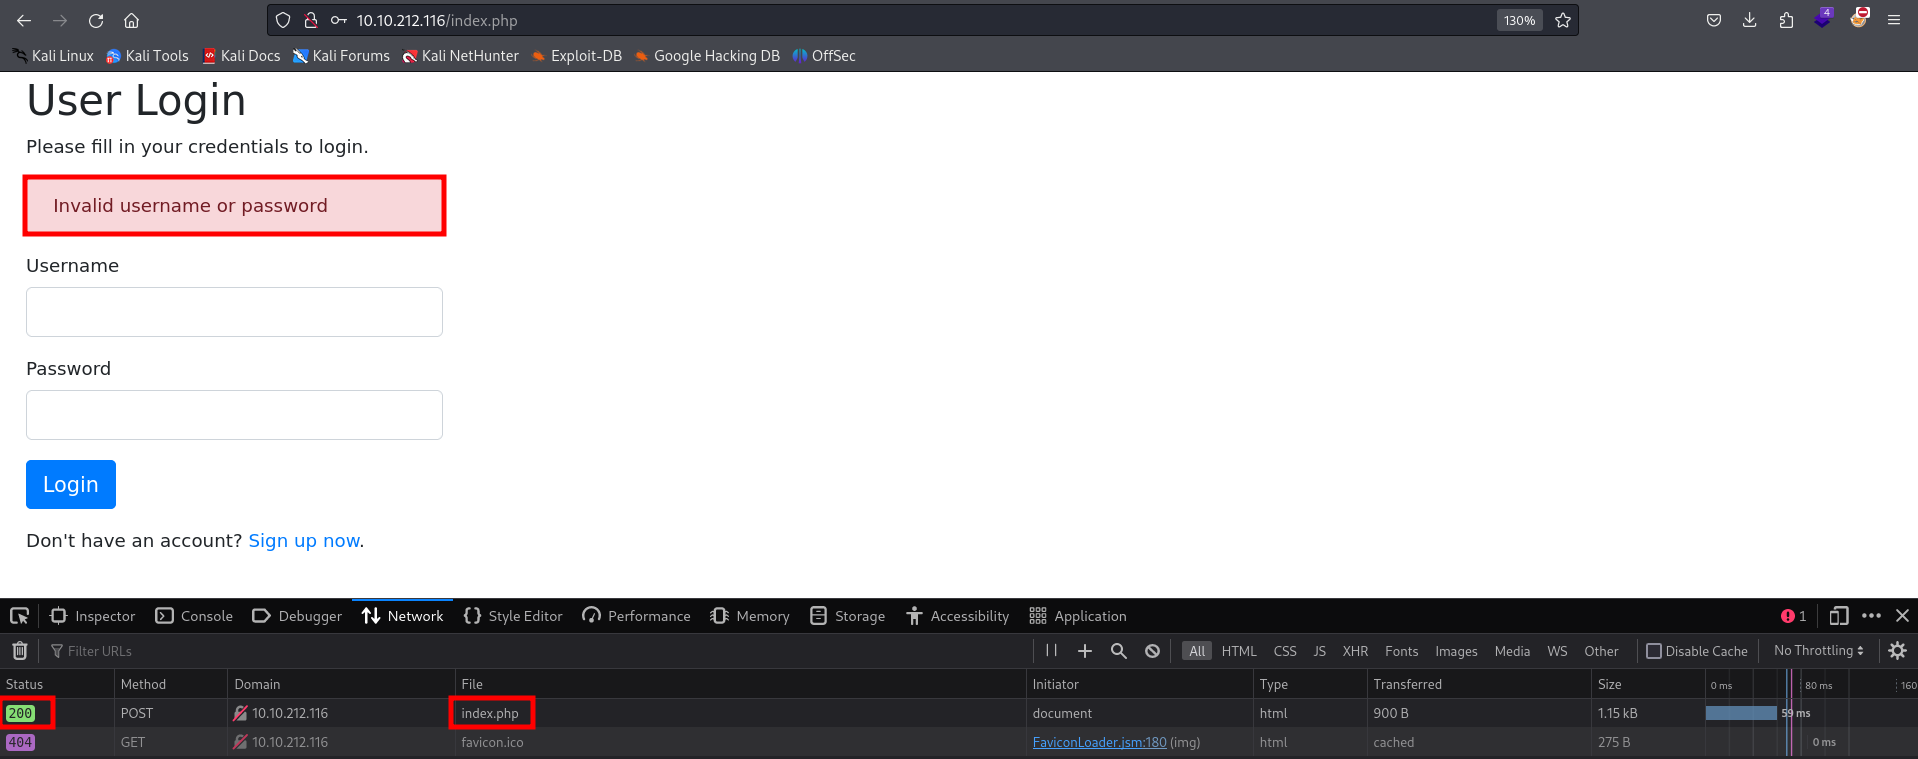 10.10.212.116/index.php 130% 4
Kali Linux Kali Tools Kali Docs Kali Forums Kali NetHunter Exploit-DB Google Hacking DB OffSec
User Login
Please fill in your credentials to login.
Invalid username or password
Username
Password
Login
Don't have an account? Sign up now.
Inspector Console Debugger Network Style Editor Performance Memory Storage Accessibility Application 1
Filter URLs All HTML CSS JS XHR Fonts Images Media WS Other Disable Cache No Throttling
Status Method Domain File Initiator Type Transferred Size 0 ms 80 ms 160
200 POST 10.10.212.116 index.php document html 900 B 1.15 kB 59 ms
404 GET 10.10.212.116 favicon.ico FaviconLoader.jsm:180 (img) html cached 275 B 0 ms